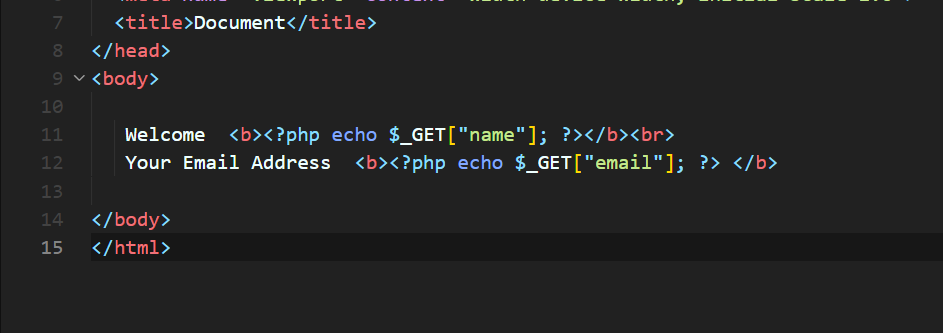 7 <title>Document</title>
8 </head>
9 <body>
10
11 Welcome  <b><?php echo $_GET["name"]; ?></b><br>
12 Your Email Address  <b><?php echo $_GET["email"]; ?> </b>
13
14 </body>
15 </html>